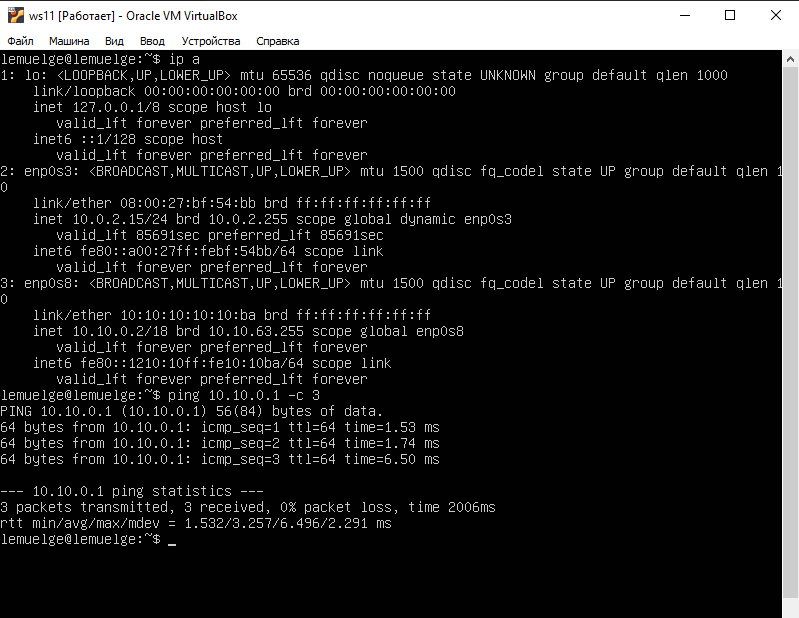 ws11 [Работает] - Oracle VM VirtualBox
Файл Машина Вид Ввод Устройства Справка
lemuelge@lemuelge:~$ ip a
1: lo: <LOOPBACK,UP,LOWER_UP> mtu 65536 qdisc noqueue state UNKNOWN group default qlen 1000
    link/loopback 00:00:00:00:00:00 brd 00:00:00:00:00:00
    inet 127.0.0.1/8 scope host lo
       valid_lft forever preferred_lft forever
    inet6 ::1/128 scope host
       valid_lft forever preferred_lft forever
2: enp0s3: <BROADCAST,MULTICAST,UP,LOWER_UP> mtu 1500 qdisc fq_codel state UP group default qlen 1
0
    link/ether 08:00:27:bf:54:bb brd ff:ff:ff:ff:ff:ff
    inet 10.0.2.15/24 brd 10.0.2.255 scope global dynamic enp0s3
       valid_lft 85691sec preferred_lft 85691sec
    inet6 fe80::a00:27ff:febf:54bb/64 scope link
       valid_lft forever preferred_lft forever
3: enp0s8: <BROADCAST,MULTICAST,UP,LOWER_UP> mtu 1500 qdisc fq_codel state UP group default qlen 1
0
    link/ether 10:10:10:10:10:ba brd ff:ff:ff:ff:ff:ff
    inet 10.10.0.2/18 brd 10.10.63.255 scope global enp0s8
       valid_lft forever preferred_lft forever
    inet6 fe80::1210:10ff:fe10:10ba/64 scope link
       valid_lft forever preferred_lft forever
lemuelge@lemuelge:~$ ping 10.10.0.1 -c 3
PING 10.10.0.1 (10.10.0.1) 56(84) bytes of data.
64 bytes from 10.10.0.1: icmp_seq=1 ttl=64 time=1.53 ms
64 bytes from 10.10.0.1: icmp_seq=2 ttl=64 time=1.74 ms
64 bytes from 10.10.0.1: icmp_seq=3 ttl=64 time=6.50 ms

--- 10.10.0.1 ping statistics ---
3 packets transmitted, 3 received, 0% packet loss, time 2006ms
rtt min/avg/max/mdev = 1.532/3.257/6.496/2.291 ms
lemuelge@lemuelge:~$ _